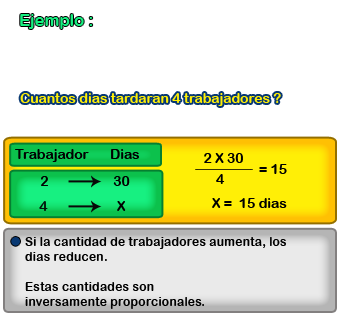 Ejemplo :
Cuantos dias tardaran 4 trabajadores ?
Trabajador Dias
2 → 30
4 → X
2 X 30
4
= 15
X = 15 dias
Si la cantidad de trabajadores aumenta, los
dias reducen.
Estas cantidades son
inversamente proporcionales.